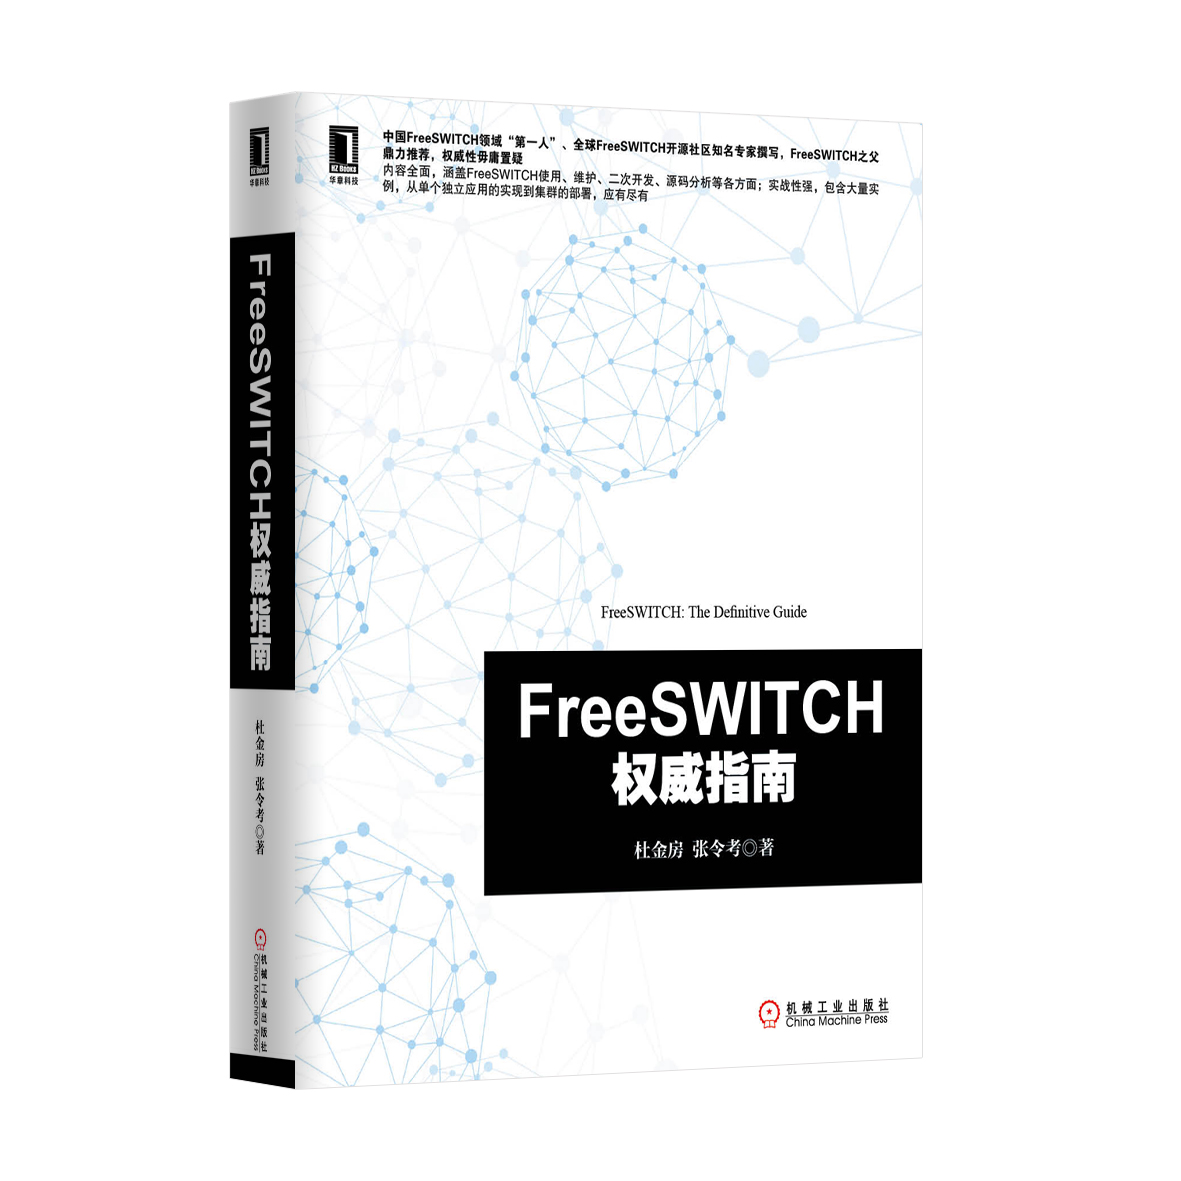 HZ Books
华章科技
中国FreeSWITCH领域“第一人”、全球FreeSWITCH开源社区知名专家撰写，FreeSWITCH之父
鼎力推荐，权威性毋庸置疑
内容全面，涵盖FreeSWITCH使用、维护、二次开发、源码分析等各方面；实战性强，包含大量实
例，从单个独立应用的实现到集群的部署，应有尽有
FreeSWITCH: The Definitive Guide
FreeSWITCH
权威指南
杜金房 张令考◎著
机械工业出版社
China Machine Press
HZ Books
华章科技
FreeSWITCH权威指南
杜金房 张令考◎著
机械工业出版社
China Machine Press